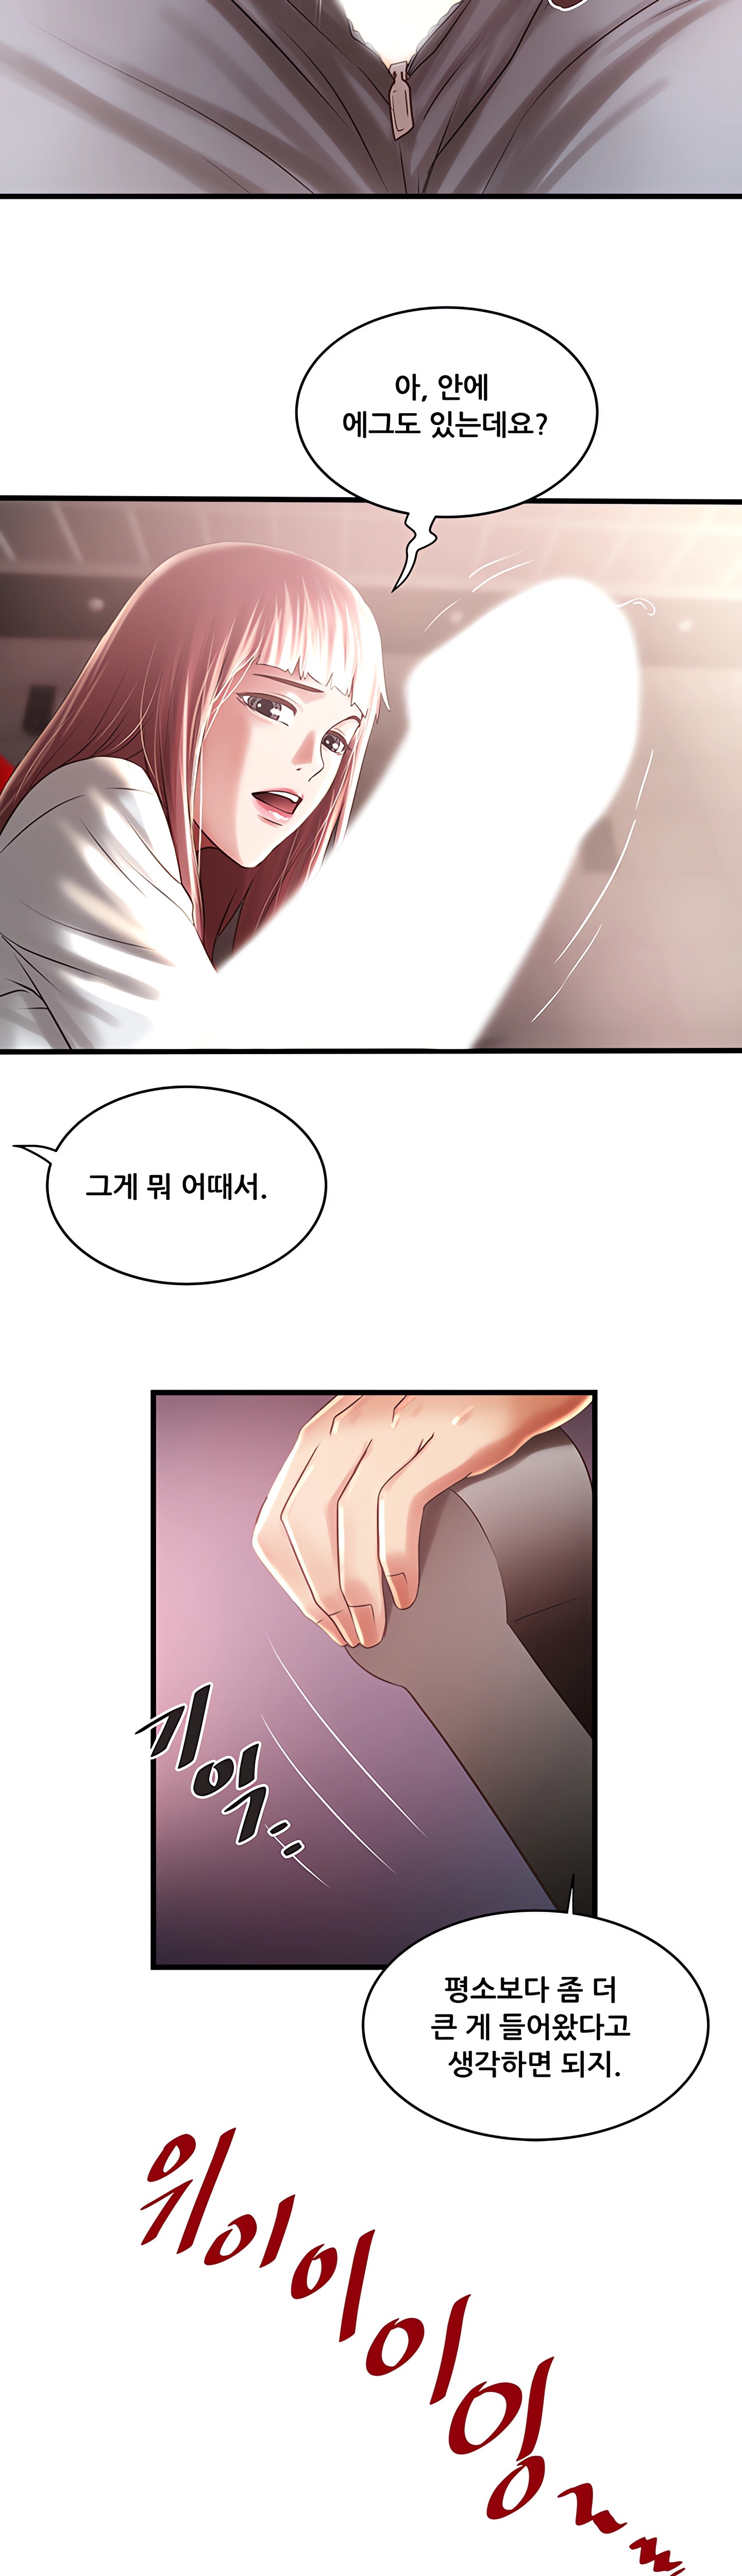 아, 안에
에그도 있는데요?
그게 뭐 어때서.
기이익...
평소보다 좀 더
큰 게 들어왔다고
생각하면 되지.
위이이이잉~~